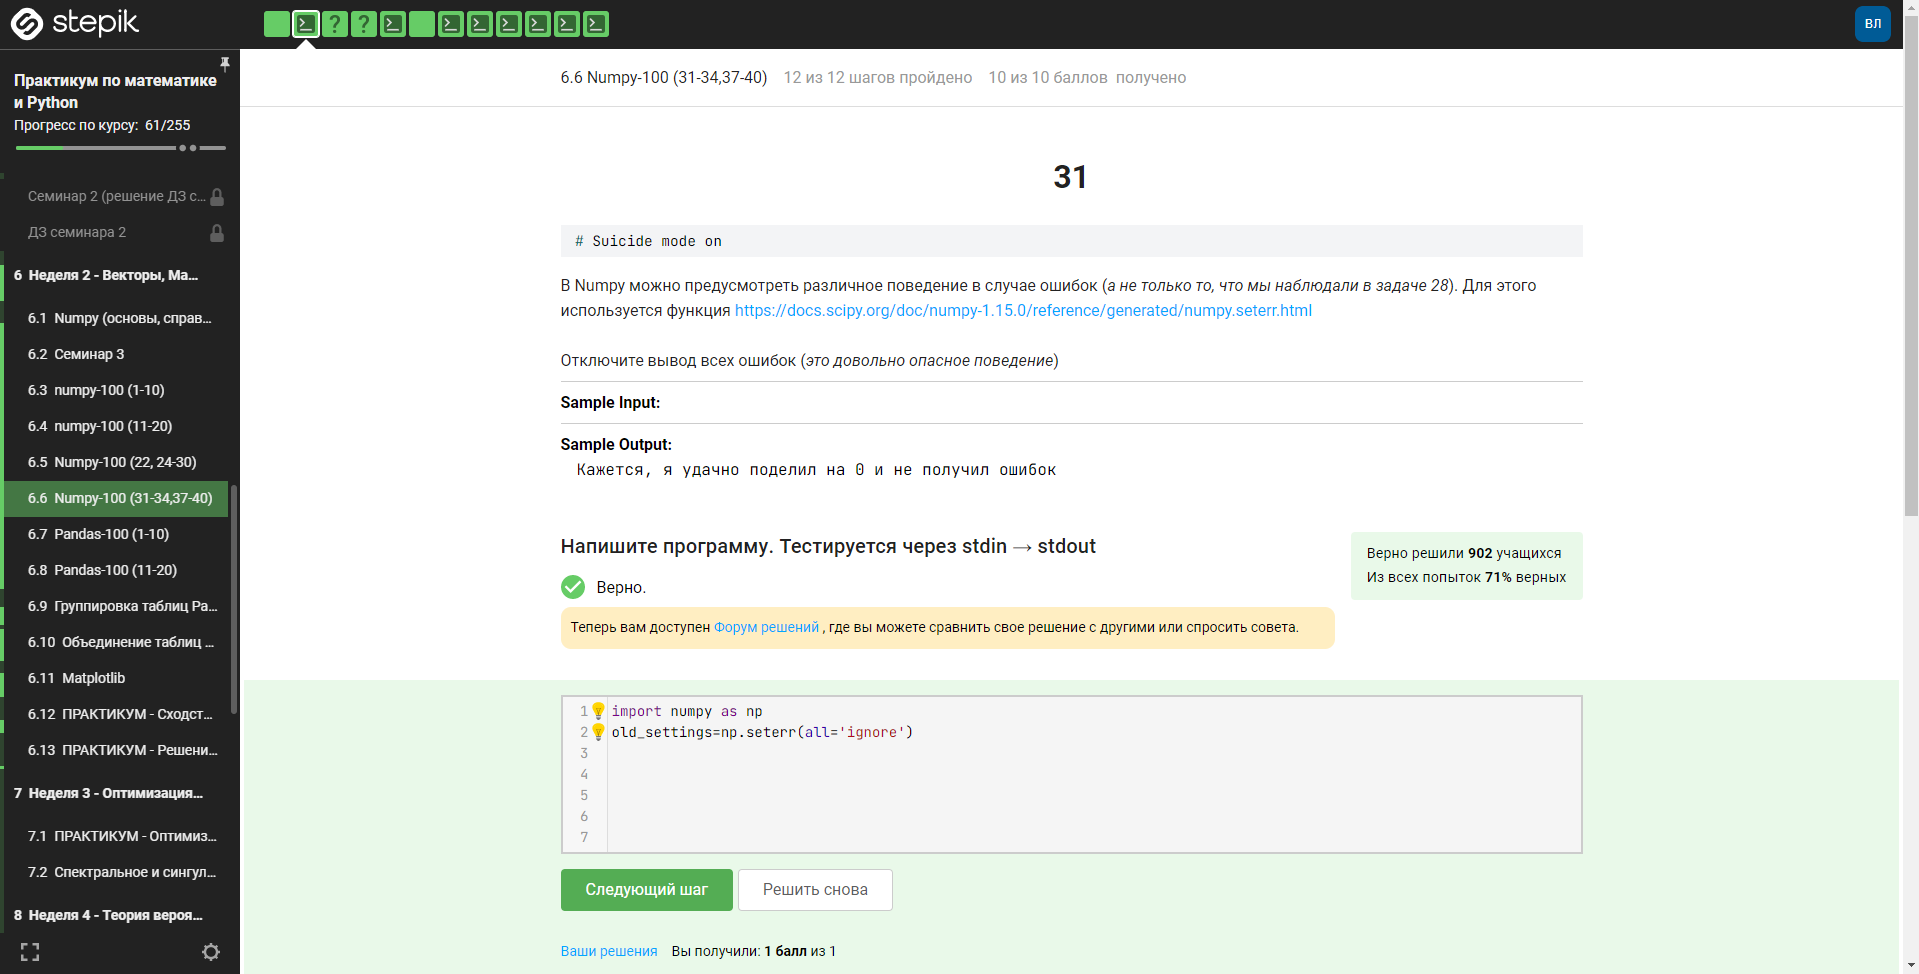 stepik
ВЛ
Практикум по математике
и Python
Прогресс по курсу: 61/255
Семинар 2 (решение ДЗ с...
ДЗ семинара 2
6 Неделя 2 - Векторы, Ма...
6.1 Numpy (основы, справ...
6.2 Семинар 3
6.3 numpy-100 (1-10)
6.4 numpy-100 (11-20)
6.5 Numpy-100 (22, 24-30)
6.6 Numpy-100 (31-34,37-40)
6.7 Pandas-100 (1-10)
6.8 Pandas-100 (11-20)
6.9 Группировка таблиц Pa...
6.10 Объединение таблиц ...
6.11 Matplotlib
6.12 ПРАКТИКУМ - Сходст...
6.13 ПРАКТИКУМ - Решени...
7 Неделя 3 - Оптимизация...
7.1 ПРАКТИКУМ - Оптимиз...
7.2 Спектральное и сингул...
8 Неделя 4 - Теория вероя...
6.6 Numpy-100 (31-34,37-40) 12 из 12 шагов пройдено 10 из 10 баллов получено
31
# Suicide mode on
В Numpy можно предусмотреть различное поведение в случае ошибок (а не только то, что мы наблюдали в задаче 28). Для этого
используется функция https://docs.scipy.org/doc/numpy-1.15.0/reference/generated/numpy.seterr.html
Отключите вывод всех ошибок (это довольно опасное поведение)
Sample Input:
Sample Output:
Кажется, я удачно поделил на 0 и не получил ошибок
Напишите программу. Тестируется через stdin → stdout
Верно решили 902 учащихся
Из всех попыток 71% верных
Верно.
Теперь вам доступен Форум решений , где вы можете сравнить свое решение с другими или спросить совета.
1 import numpy as np
2 old_settings=np.seterr(all='ignore')
3
4
5
6
7
Следующий шаг Решить снова
Ваши решения Вы получили: 1 балл из 1